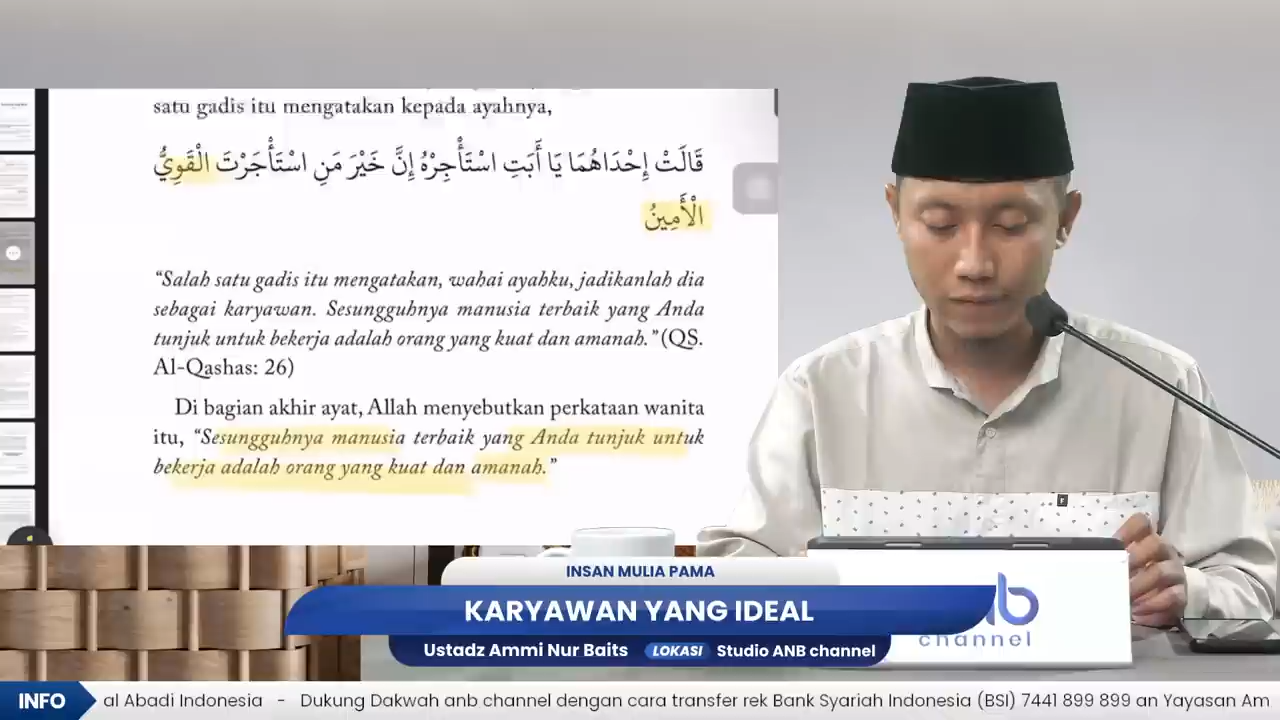 satu gadis itu mengatakan kepada ayahnya,
قَالَتْ إِحْدَاهُمَا يَا أَبَتِ اسْتَأْجِرْهُ إِنَّ خَيْرَ مَنِ اسْتَأْجَرْتَ الْقَوِيُّ
الْأَمِينُ
“Salah satu gadis itu mengatakan, wahai ayahku, jadikanlah dia
sebagai karyawan. Sesungguhnya manusia terbaik yang Anda
tunjuk untuk bekerja adalah orang yang kuat dan amanah.” (QS.
Al-Qashas: 26)
Di bagian akhir ayat, Allah menyebutkan perkataan wanita
itu, “Sesungguhnya manusia terbaik yang Anda tunjuk untuk
bekerja adalah orang yang kuat dan amanah.”
INSAN MULIA PAMA
KARYAWAN YANG IDEAL
Ustadz Ammi Nur Baits LOKASI Studio ANB channel
channel
INFO al Abadi Indonesia - Dukung Dakwah anb channel dengan cara transfer rek Bank Syariah Indonesia (BSI) 7441 899 899 an Yayasan Am